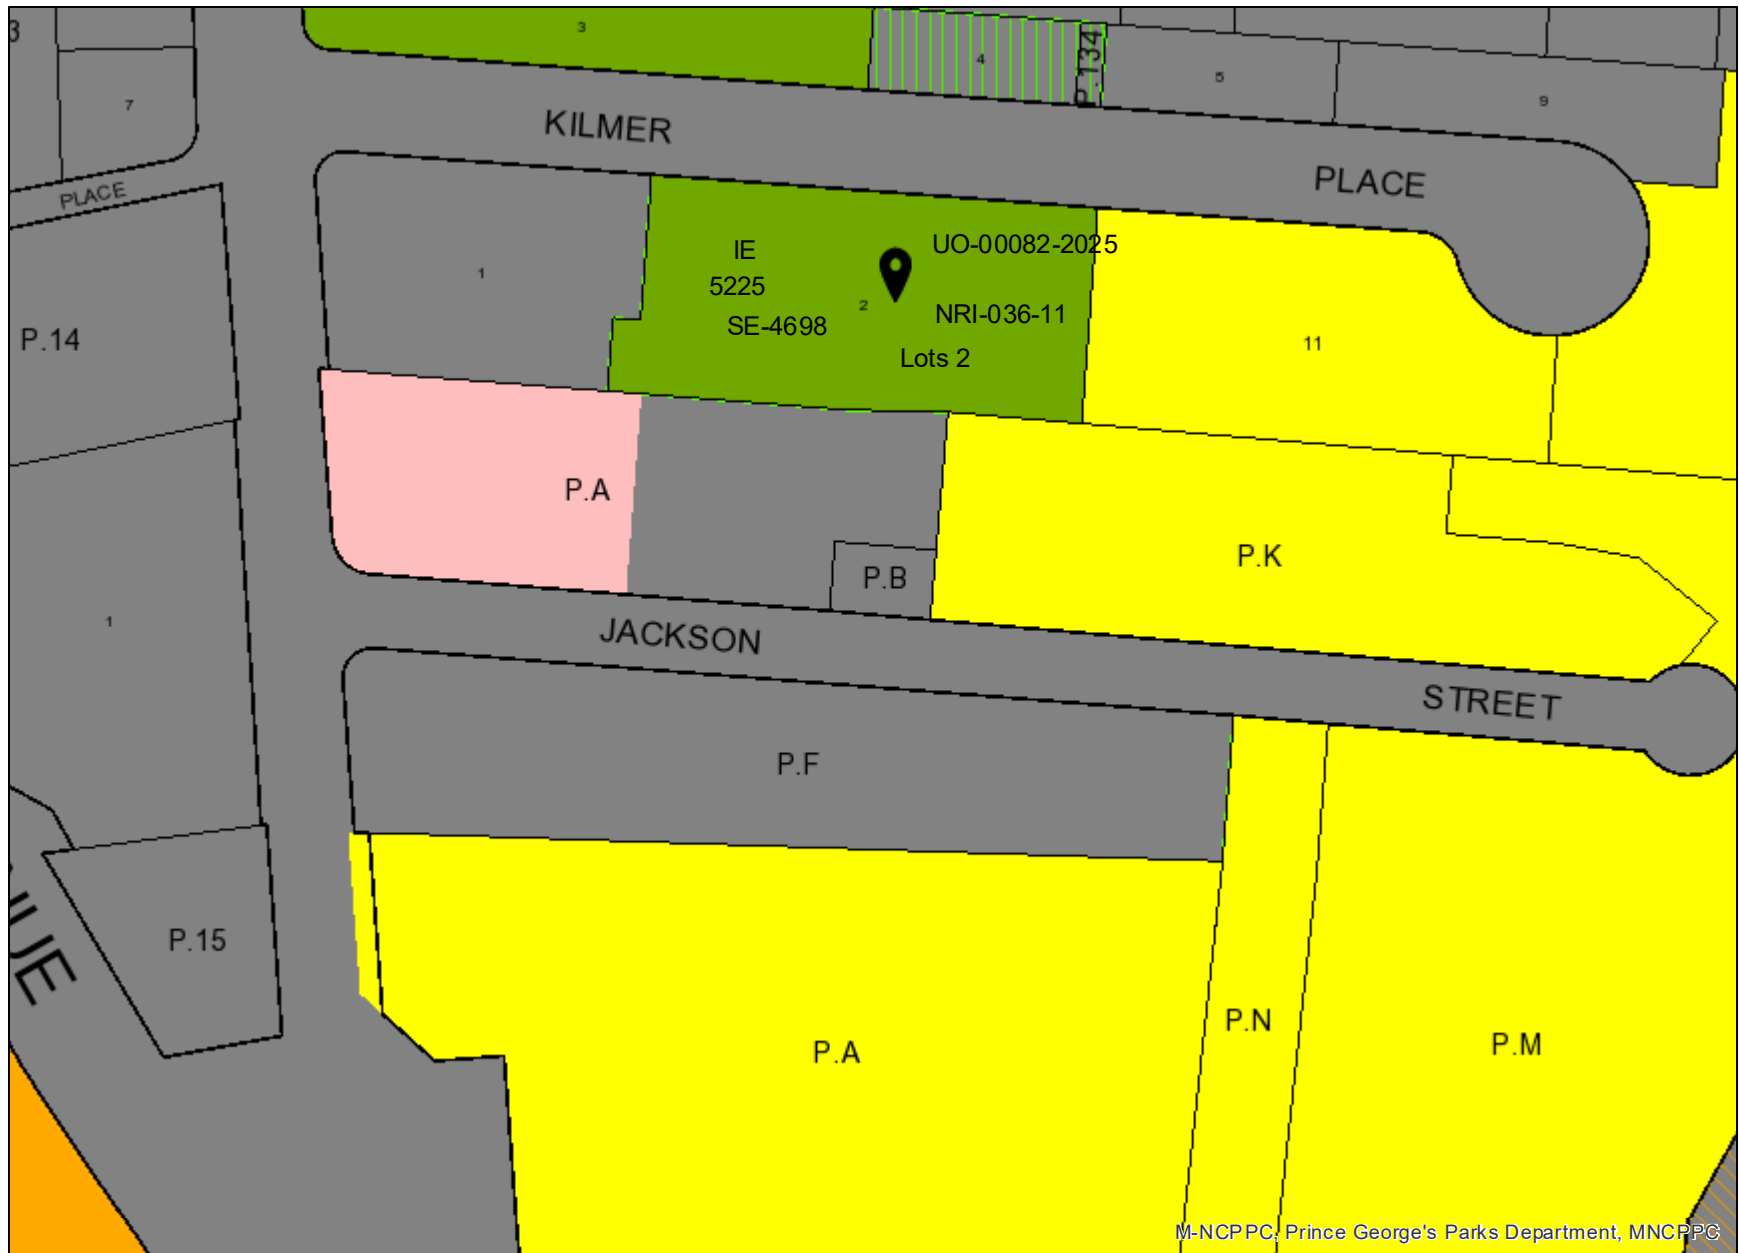 3
3
4
P.134
5
9
7
KILMER
PLACE
PLACE
1
IE
5225
SE-4698
2
UO-00082-2025
NRI-036-11
Lots 2
11
P.14
P.A
P.K
P.B
1
JACKSON
STREET
P.F
P.15
P.A
P.N
P.M
M-NCPPC, Prince George's Parks Department, MNCPPC